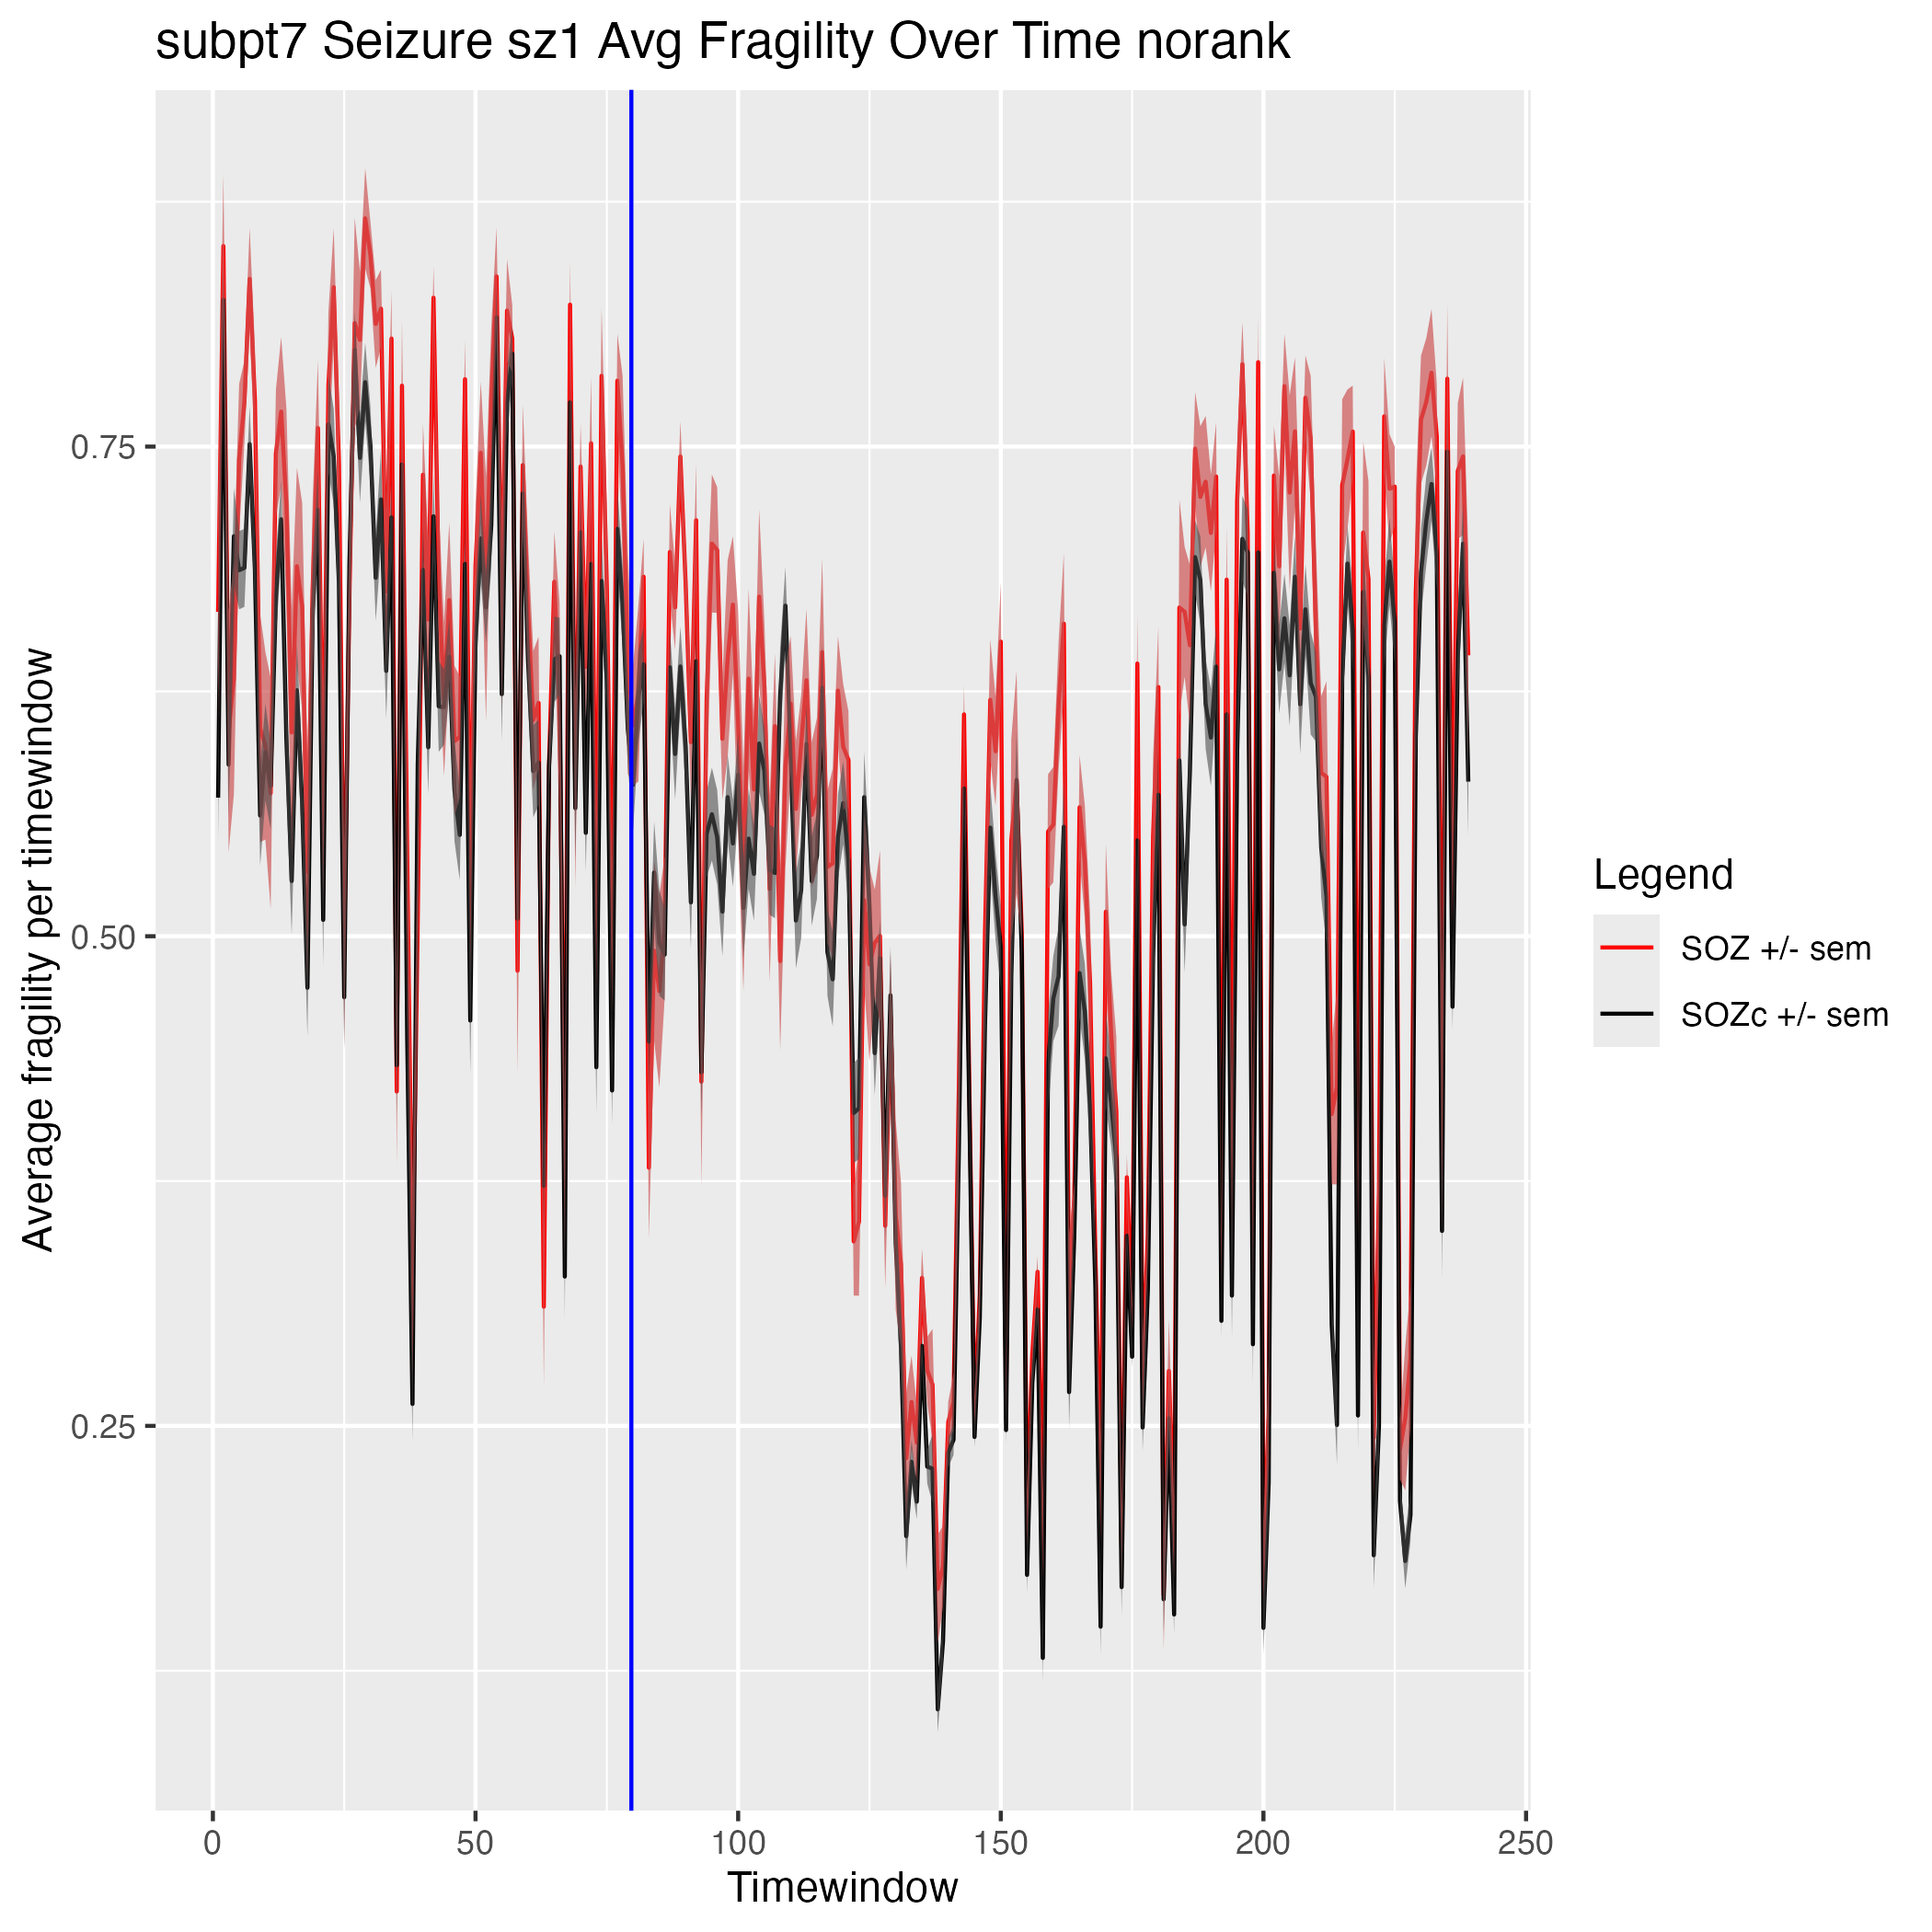 subpt7 Seizure sz1 Avg Fragility Over Time norank
Average fragility per timewindow
0.75
0.50
0.25
0
50
100
150
200
250
Timewindow
Legend
SOZ +/- sem
SOZc +/- sem